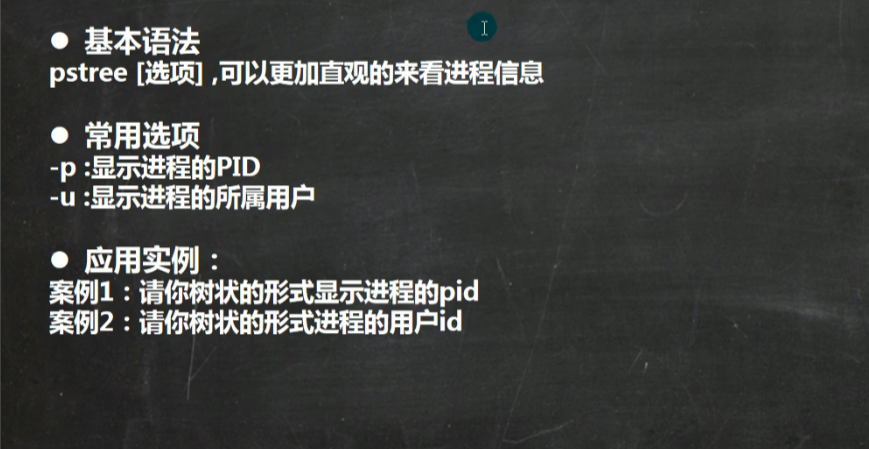 ● 基本语法
pstree [选项] ,可以更加直观的来看进程信息
● 常用选项
-p :显示进程的PID
-u :显示进程的所属用户
● 应用实例：
案例1：请你树状的形式显示进程的pid
案例2：请你树状的形式进程的用户id